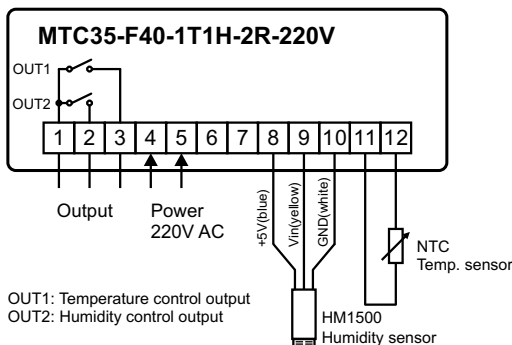 MTC35-F40-1T1H-2R-220V
OUT1
OUT2
1 2 3 4 5 6 7 8 9 10 11 12
Output
Power
220V AC
+5V(blue)
Vin(yellow)
GND(white)
NTC
Temp. sensor
OUT1: Temperature control output
OUT2: Humidity control output
HM1500
Humidity sensor